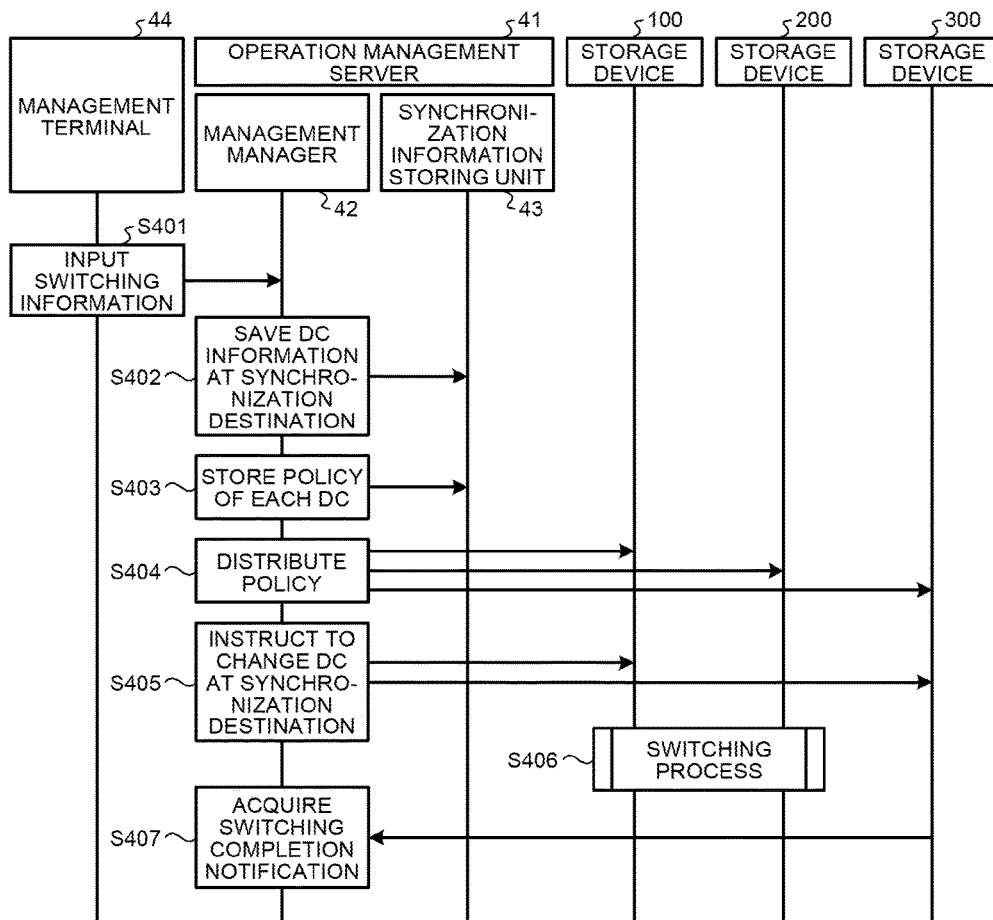 44
41
100
200
300
MANAGEMENT
TERMINAL
OPERATION MANAGEMENT
SERVER
STORAGE
DEVICE
STORAGE
DEVICE
STORAGE
DEVICE
MANAGEMENT
MANAGER
SYNCHRONI-
ZATION
INFORMATION
STORING UNIT
42
43
S401
INPUT
SWITCHING
INFORMATION
S402
SAVE DC
INFORMATION
AT SYNCHRO-
NIZATION
DESTINATION
S403
STORE POLICY
OF EACH DC
S404
DISTRIBUTE
POLICY
S405
INSTRUCT TO
CHANGE DC
AT SYNCHRO-
NIZATION
DESTINATION
S406
SWITCHING
PROCESS
S407
ACQUIRE
SWITCHING
COMPLETION
NOTIFICATION